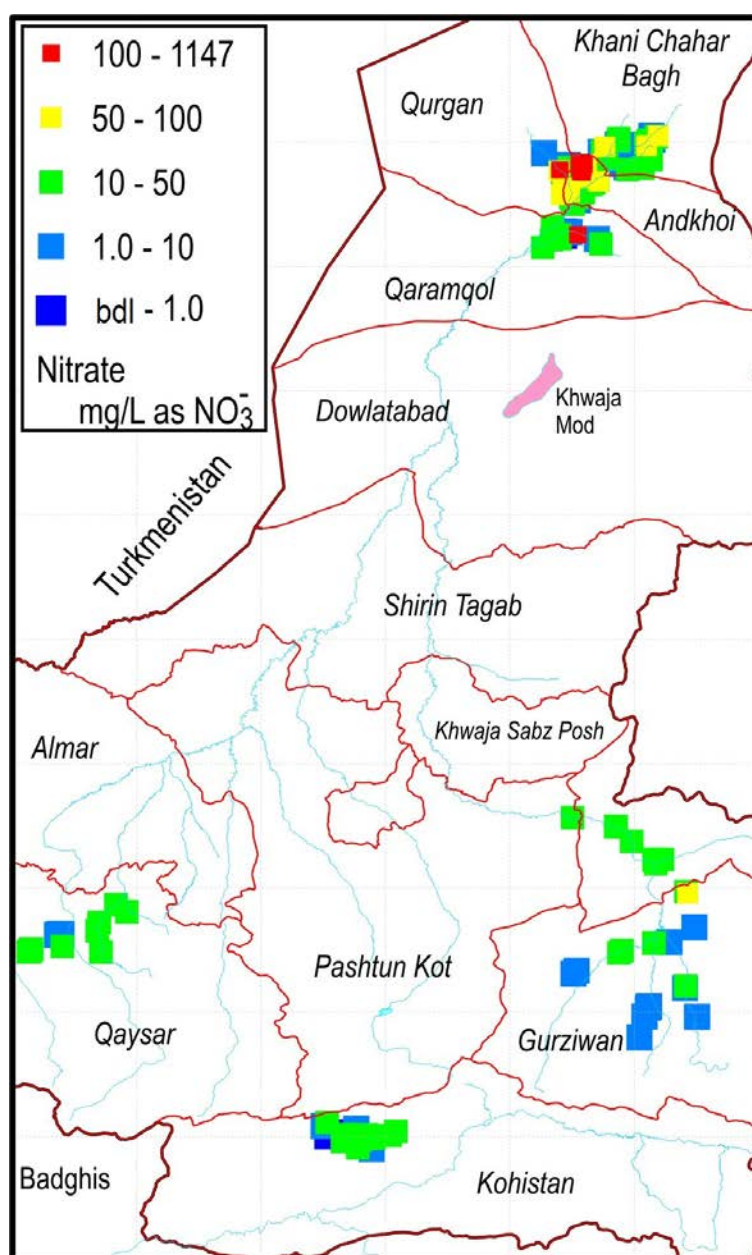 100 - 1147
50 - 100
10 - 50
1.0 - 10
bdl - 1.0
Nitrate
mg/L as NO₃⁻
Khani Chahar
Bagh
Qurgan
Andkhoi
Qaramqol
Dowlatabad
Khwaja
Mod
Turkmenistan
Shirin Tagab
Khwaja Sabz Posh
Almar
Pashtun Kot
Qaysar
Gurziwan
Badghis
Kohistan